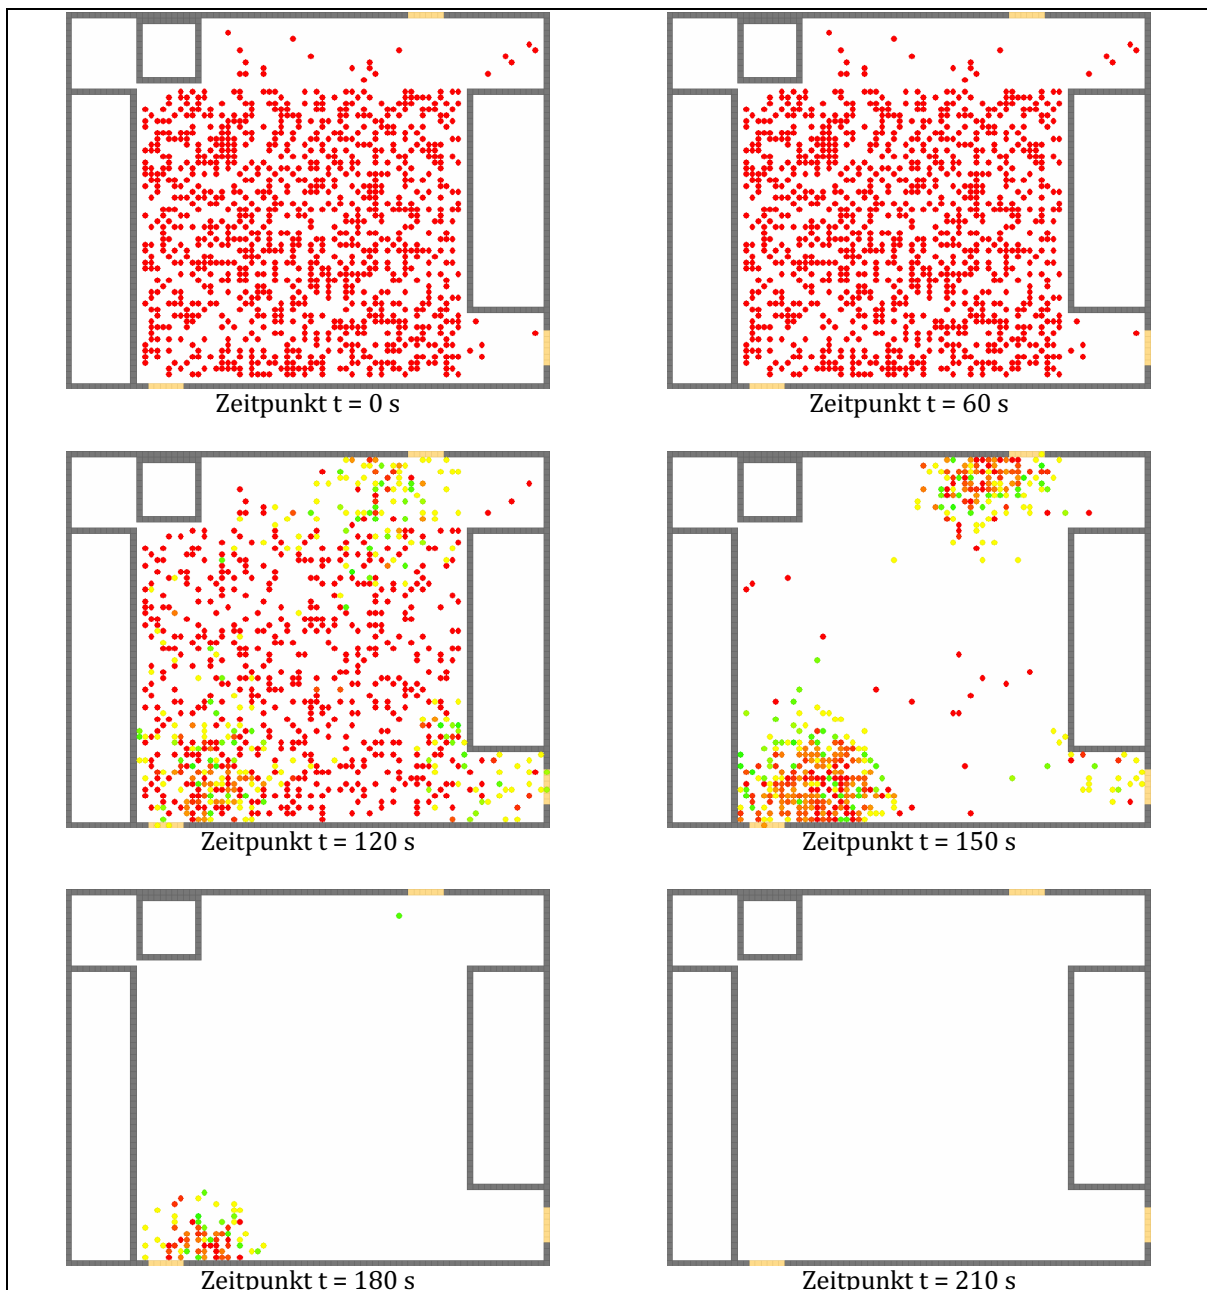 Zeitpunkt t = 0 s
Zeitpunkt t = 60 s
Zeitpunkt t = 120 s
Zeitpunkt t = 150 s
Zeitpunkt t = 180 s
Zeitpunkt t = 210 s